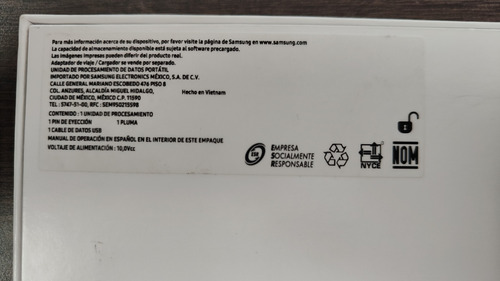 Para más información acerca de su dispositivo, por favor visite la página de Samsung en www.samsung.com
La capacidad de almacenamiento disponible está sujeta al software precargado.
Las imágenes impresas pueden diferir del producto real.
Adaptador de viaje / Cargador se vende por separado.
UNIDAD DE PROCESAMIENTO DE DATOS PORTÁTIL
IMPORTADO POR SAMSUNG ELECTRONICS MÉXICO, S.A. DE C.V.
CALLE GENERAL MARIANO ESCOBEDO 476 PISO 8
COL. ANZURES, ALCALDÍA MIGUEL HIDALGO,
CIUDAD DE MÉXICO, MÉXICO C.P. 11590
Hecho en Vietnam
TEL : 5747-51-00, RFC : SEM950215S98
CONTENIDO : 1 UNIDAD DE PROCESAMIENTO
1 PIN DE EYECCIÓN 1 PLUMA
1 CABLE DE DATOS USB
MANUAL DE OPERACIÓN EN ESPAÑOL EN EL INTERIOR DE ESTE EMPAQUE
VOLTAJE DE ALIMENTACIÓN : 10,0Vcc
ESR
EMPRESA
SOCIALMENTE
RESPONSABLE
NYCE
NOM